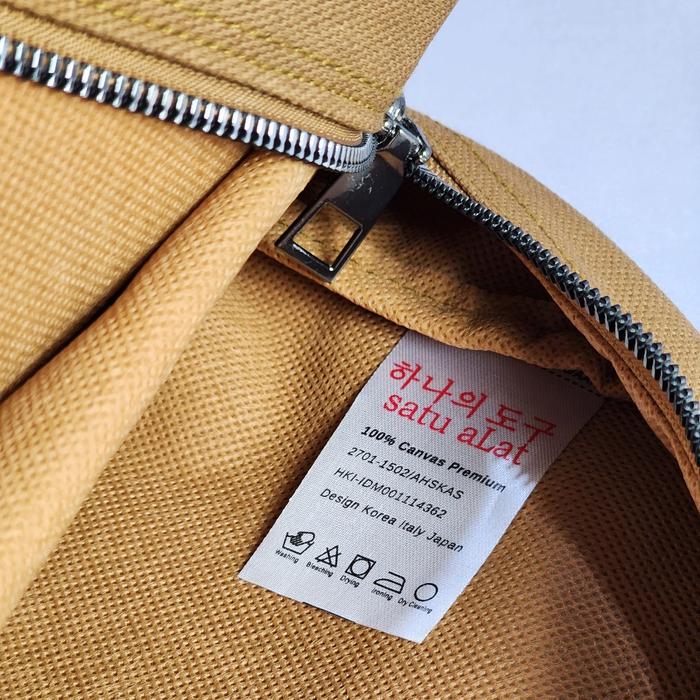 하나의 도구
satu aLat
100% Canvas Premium
2701-1502/AHSKAS
HKI-IDM001114362
Design Korea Italy Japan
Washing Bleaching Drying Ironing Dry Cleaning